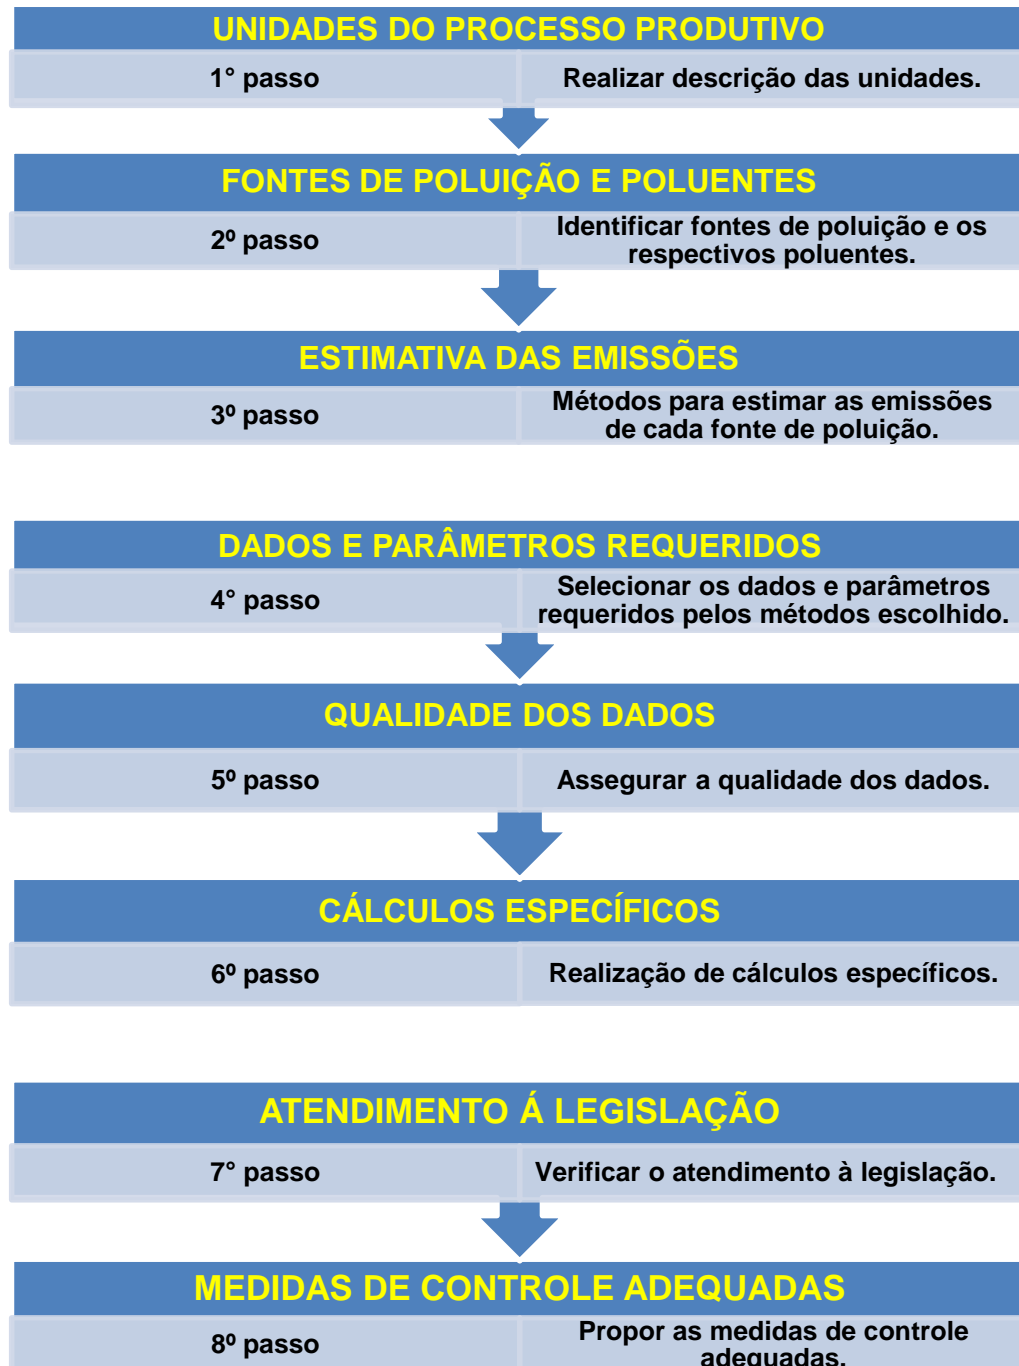 UNIDADES DO PROCESSO PRODUTIVO
1° passo
Realizar descrição das unidades.
FONTES DE POLUIÇÃO E POLUENTES
2º passo
Identificar fontes de poluição e os
respectivos poluentes.
ESTIMATIVA DAS EMISSÕES
3º passo
Métodos para estimar as emissões
de cada fonte de poluição.
DADOS E PARÂMETROS REQUERIDOS
4° passo
Selecionar os dados e parâmetros
requeridos pelos métodos escolhido.
QUALIDADE DOS DADOS
5º passo
Assegurar a qualidade dos dados.
CÁLCULOS ESPECÍFICOS
6º passo
Realização de cálculos específicos.
ATENDIMENTO Á LEGISLAÇÃO
7° passo
Verificar o atendimento à legislação.
MEDIDAS DE CONTROLE ADEQUADAS
8º passo
Propor as medidas de controle
adequadas.